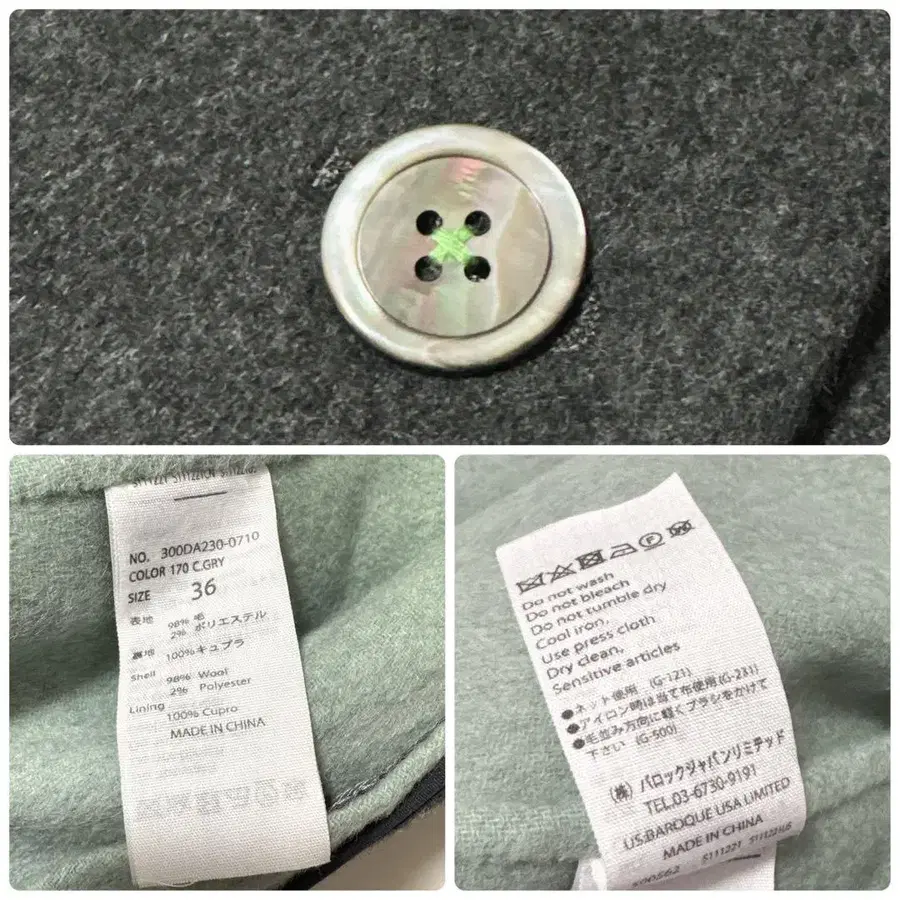 NO. 300DA230-0710
COLOR 170 C.GRY
SIZE 36
表地 98% 毛
2% ポリエステル
裏地 100%キュプラ
Shell 98% Wool
2% Polyester
Lining
100% Cupro
MADE IN CHINA
Do not wash
Do not bleach
Do not tumble dry
Cool iron,
Use press cloth
Dry clean,
Sensitive articles
●ネット使用 (G-121)
●アイロン時は当て布使用(G-231)
●毛並み方向に軽くブラシをかけて
下さい (G-500)
(株) バロックジャパンリミテッド
TEL.03-6730-9191
US.BAROQUE USA LIMITED
MADE IN CHINA
S111221 S111221US